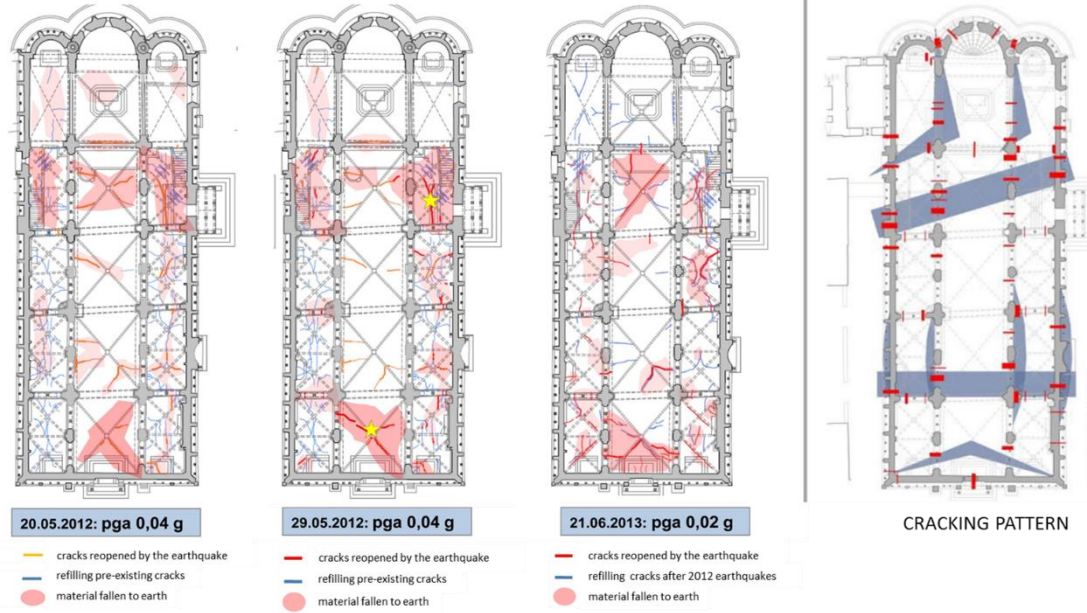 20.05.2012: pga 0,04 g
cracks reopened by the earthquake
refilling pre-existing cracks
material fallen to earth
29.05.2012: pga 0,04 g
cracks reopened by the earthquake
refilling pre-existing cracks
material fallen to earth
21.06.2013: pga 0,02 g
cracks reopened by the earthquake
refilling cracks after 2012 earthquakes
material fallen to earth
CRACKING PATTERN